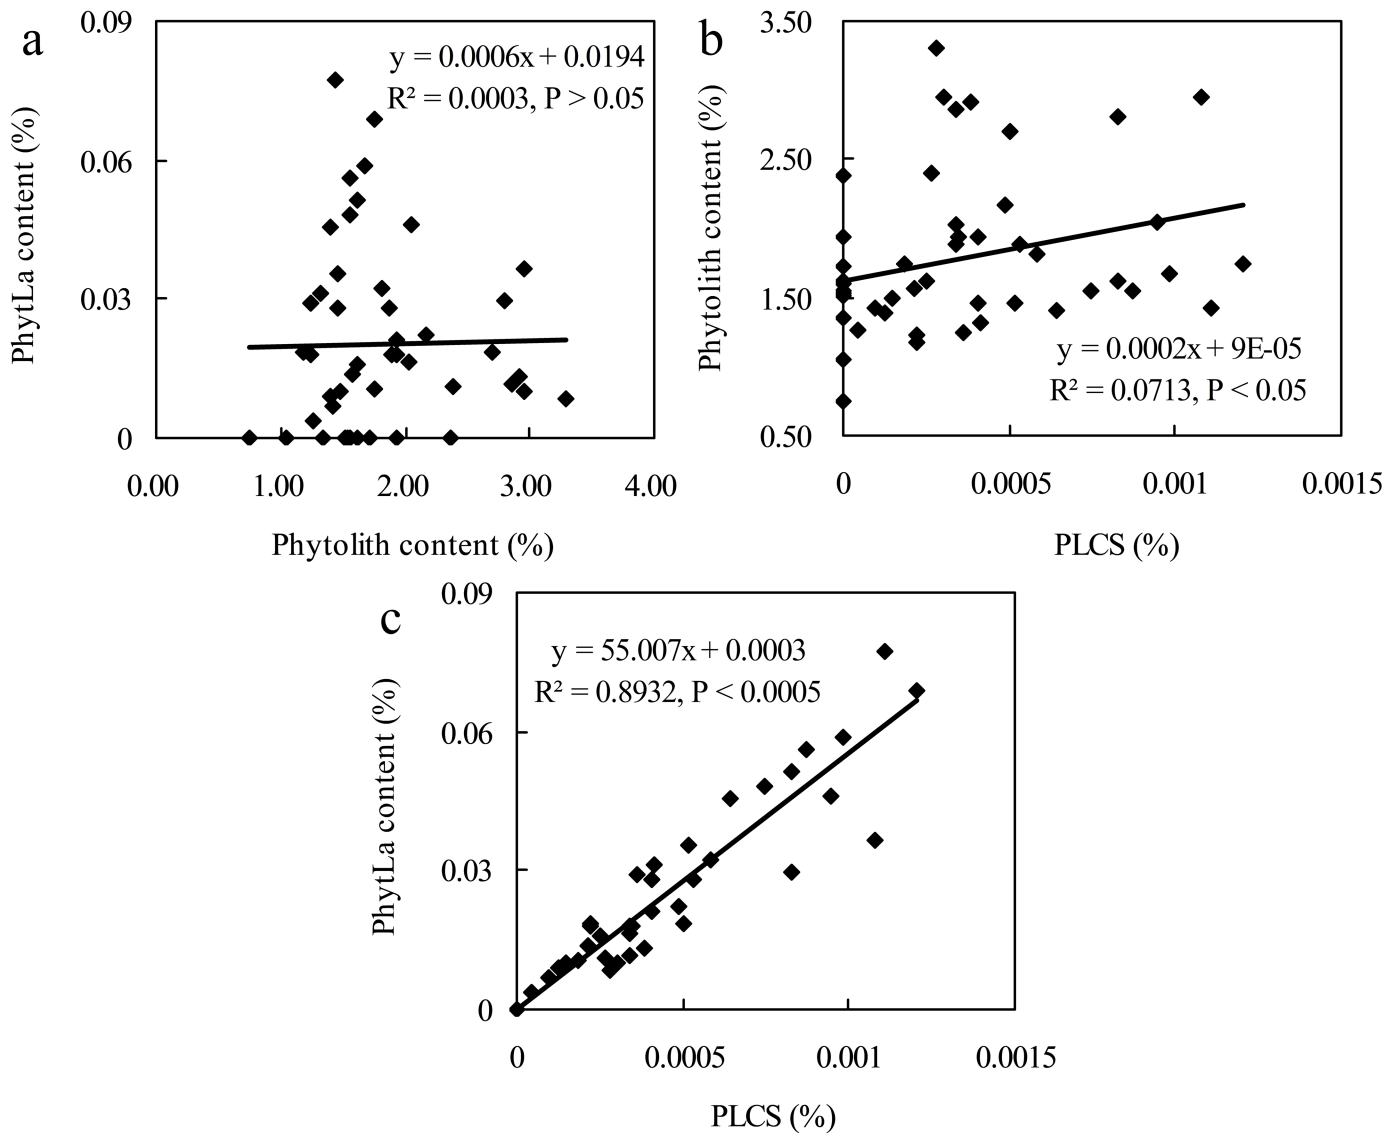 a
0.09
0.06
0.03
0
PhytLa content (%)
y = 0.0006x + 0.0194
R² = 0.0003, P > 0.05
0.00 1.00 2.00 3.00 4.00
Phytolith content (%)
b
3.50
2.50
1.50
0.50
Phytolith content (%)
y = 0.0002x + 9E-05
R² = 0.0713, P < 0.05
0 0.0005 0.001 0.0015
PLCS (%)
c
0.09
0.06
0.03
0
PhytLa content (%)
y = 55.007x + 0.0003
R² = 0.8932, P < 0.0005
0 0.0005 0.001 0.0015
PLCS (%)